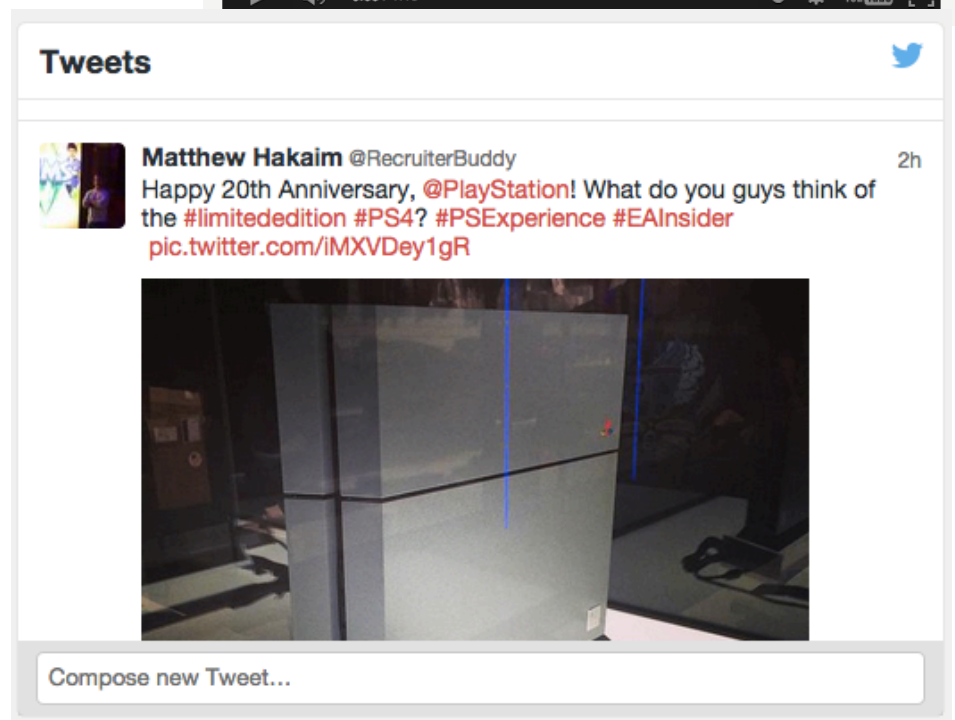 Tweets
Matthew Hakaim @RecruiterBuddy 2h
Happy 20th Anniversary, @PlayStation! What do you guys think of
the #limitededition #PS4? #PSExperience #EAInsider
pic.twitter.com/iMXVDey1gR
Compose new Tweet...